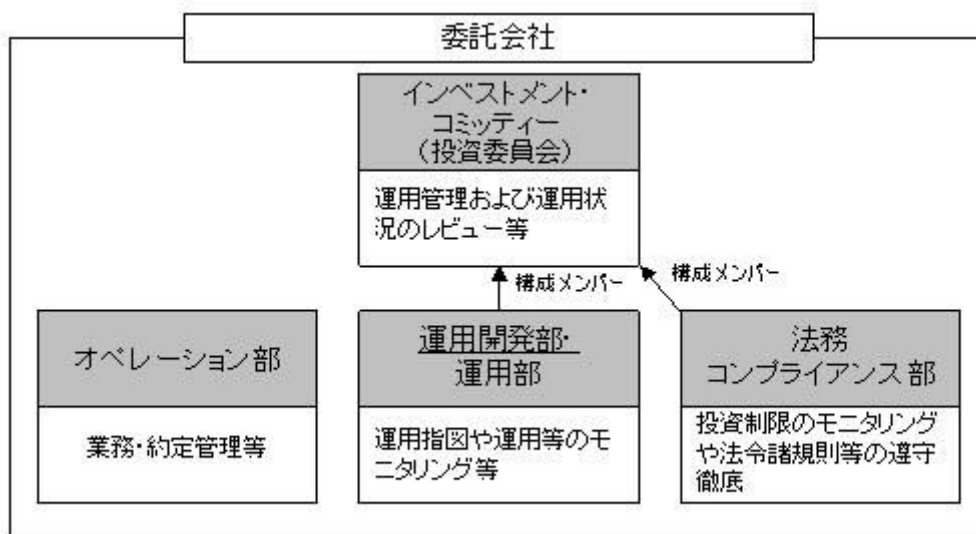 委託会社
インベストメント・
コミッティー
（投資委員会）
運用管理および運用状
況のレビュー等
構成メンバー
構成メンバー
オペレーション部
業務・約定管理等
運用開発部・
運用部
運用指図や運用等のモ
ニタリング等
法務
コンプライアンス部
投資制限のモニタリング
や法令諸規則等の遵守
徹底